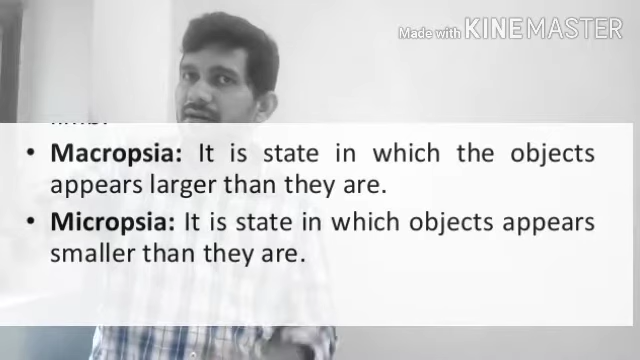 Made with KINEMASTER
• Macropsia: It is state in which the objects
appears larger than they are.
• Micropsia: It is state in which objects appears
smaller than they are.